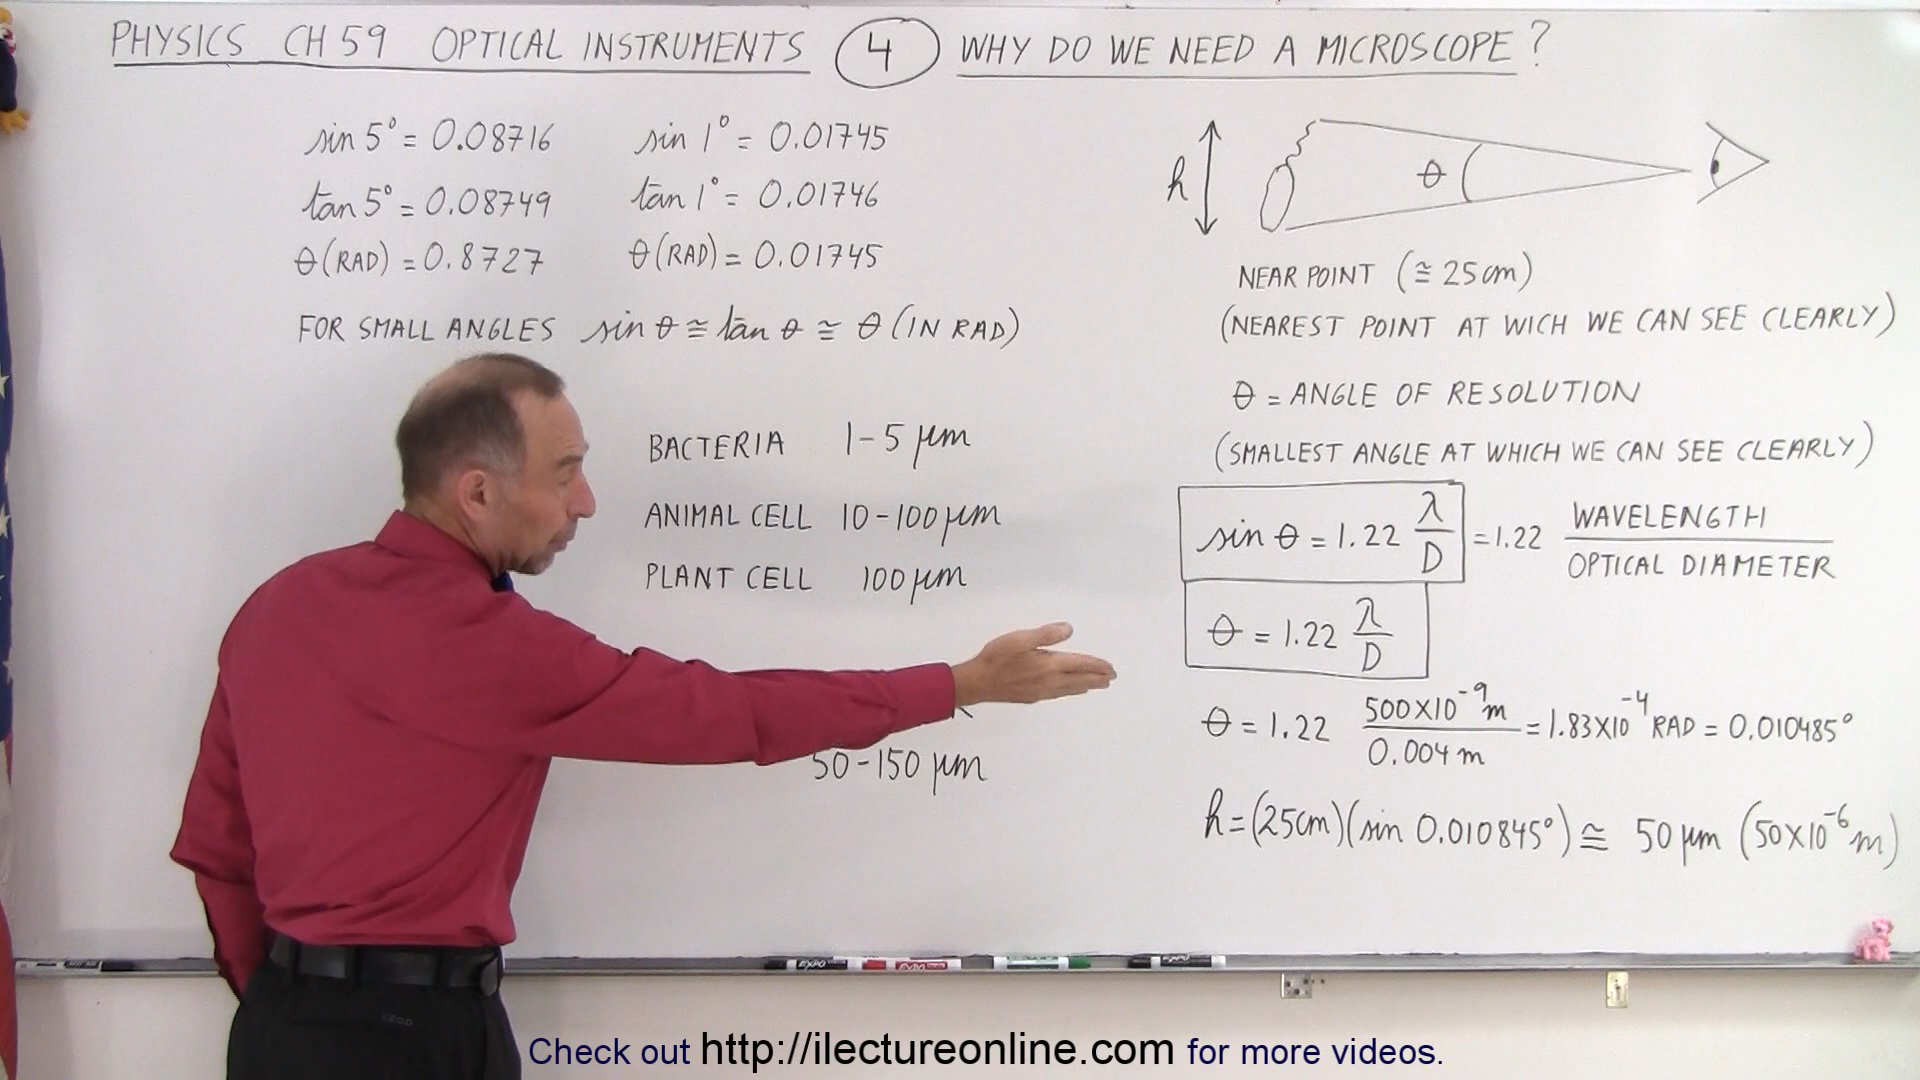 PHYSICS CH 59 OPTICAL INSTRUMENTS 4 WHY DO WE NEED A MICROSCOPE?
sin 5° = 0.08716
tan 5° = 0.08749
θ (RAD) = 0.8727
sin 1° = 0.01745
tan 1° = 0.01746
θ (RAD) = 0.01745
FOR SMALL ANGLES sin θ ≅ tan θ ≅ θ (IN RAD)
BACTERIA 1-5 μm
ANIMAL CELL 10-100 μm
PLANT CELL 100 μm
50-150 μm
h θ
NEAR POINT (≅ 25 cm)
(NEAREST POINT AT WICH WE CAN SEE CLEARLY)
θ = ANGLE OF RESOLUTION
(SMALLEST ANGLE AT WHICH WE CAN SEE CLEARLY)
sin θ = 1.22 λ/D = 1.22 WAVELENGTH/OPTICAL DIAMETER
θ = 1.22 λ/D
θ = 1.22 500×10⁻⁹ m/0.004 m = 1.83×10⁻⁴ RAD = 0.010485°
h = (25cm)(sin 0.010845°) ≅ 50 μm (50×10⁻⁶ m)
EXPO
EXPO
IZOD
Check out http://ilectureonline.com for more videos.